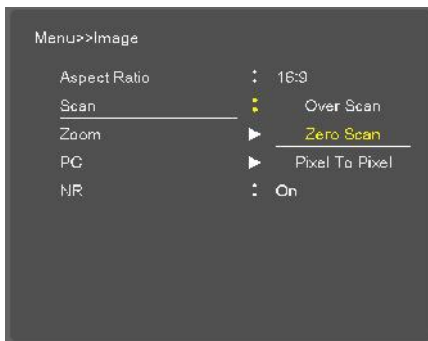 Menu>>Image
Aspect Ratio : 16:9
Scan : Over Scan
Zoom ▶ Zero Scan
PC ▶ Pixel To Pixel
NR : On